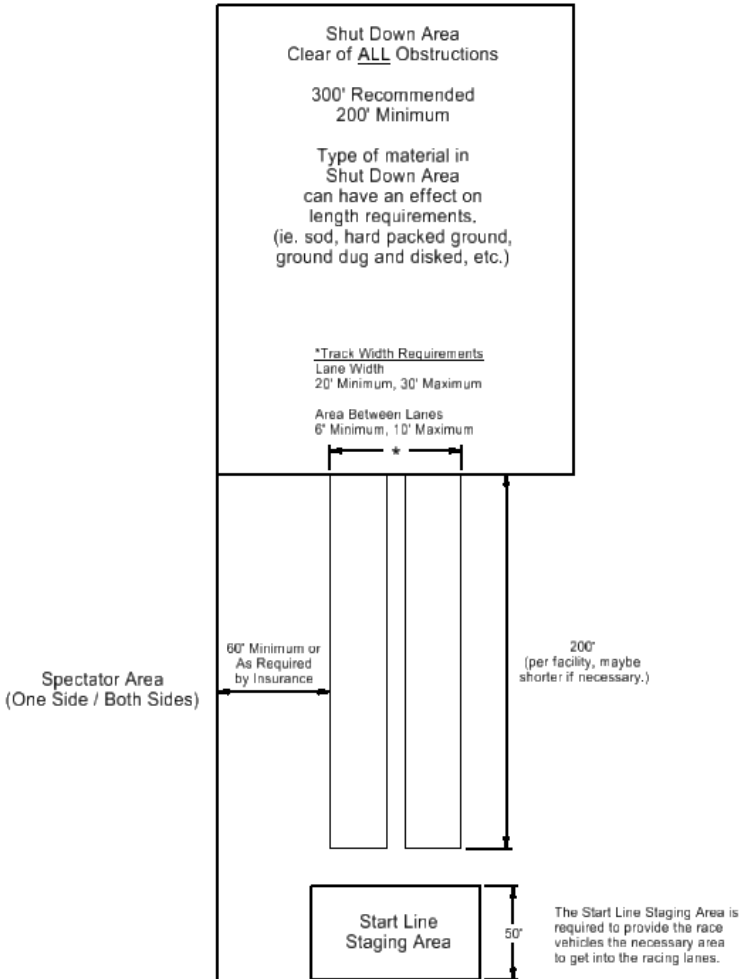 Shut Down Area
Clear of ALL Obstructions
300' Recommended
200' Minimum
Type of material in
Shut Down Area
can have an effect on
length requirements.
(ie. sod, hard packed ground,
ground dug and disked, etc.)
*Track Width Requirements
Lane Width
20' Minimum, 30' Maximum
Area Between Lanes
6' Minimum, 10' Maximum
*
60' Minimum or
As Required
by Insurance
Spectator Area
(One Side / Both Sides)
200'
(per facility, maybe
shorter if necessary.)
Start Line
Staging Area
50'
The Start Line Staging Area is
required to provide the race
vehicles the necessary area
to get into the racing lanes.